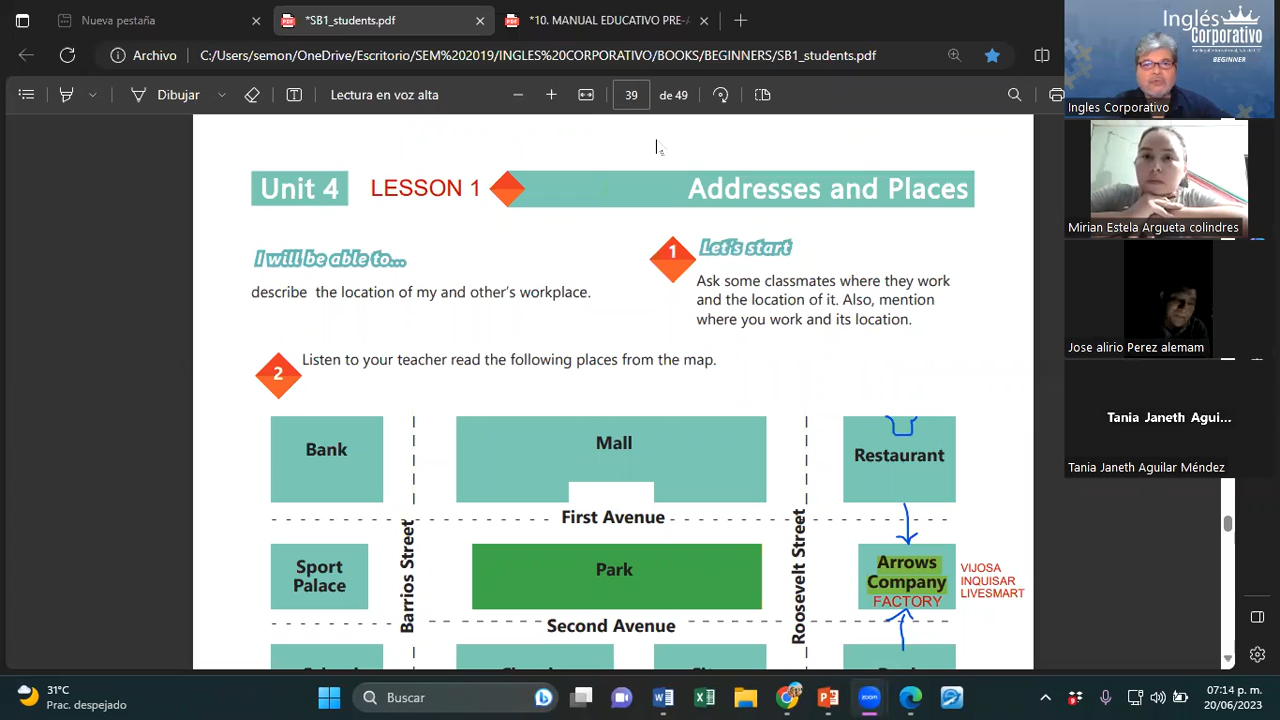 Nueva pestaña
*SB1_students.pdf
*10. MANUAL EDUCATIVO PRE-A
Archivo
C:/Users/semon/OneDrive/Escritorio/SEM%202019/INGLES%20CORPORATIVO/BOOKS/BEGINNERS/SB1_students.pdf
Dibujar
Lectura en voz alta
39
de 49
Unit 4
LESSON 1
Addresses and Places
I will be able to...
describe the location of my and other's workplace.
1
Let's start
Ask some classmates where they work
and the location of it. Also, mention
where you work and its location.
2
Listen to your teacher read the following places from the map.
Bank
Mall
Restaurant
First Avenue
Barrios Street
Roosevelt Street
Sport
Palace
Park
Arrows
Company
FACTORY
VIJOSA
INQUISAR
LIVESMART
Second Avenue
Inglés
Corporativo
BEGINNER
Ingles Corporativo
Mirian Estela Argueta colindres
Jose alirio Perez alemam
Tania Janeth Agui...
Tania Janeth Aguilar Méndez
31°C
Prac. despejado
Buscar
07:14 p. m.
20/06/2023